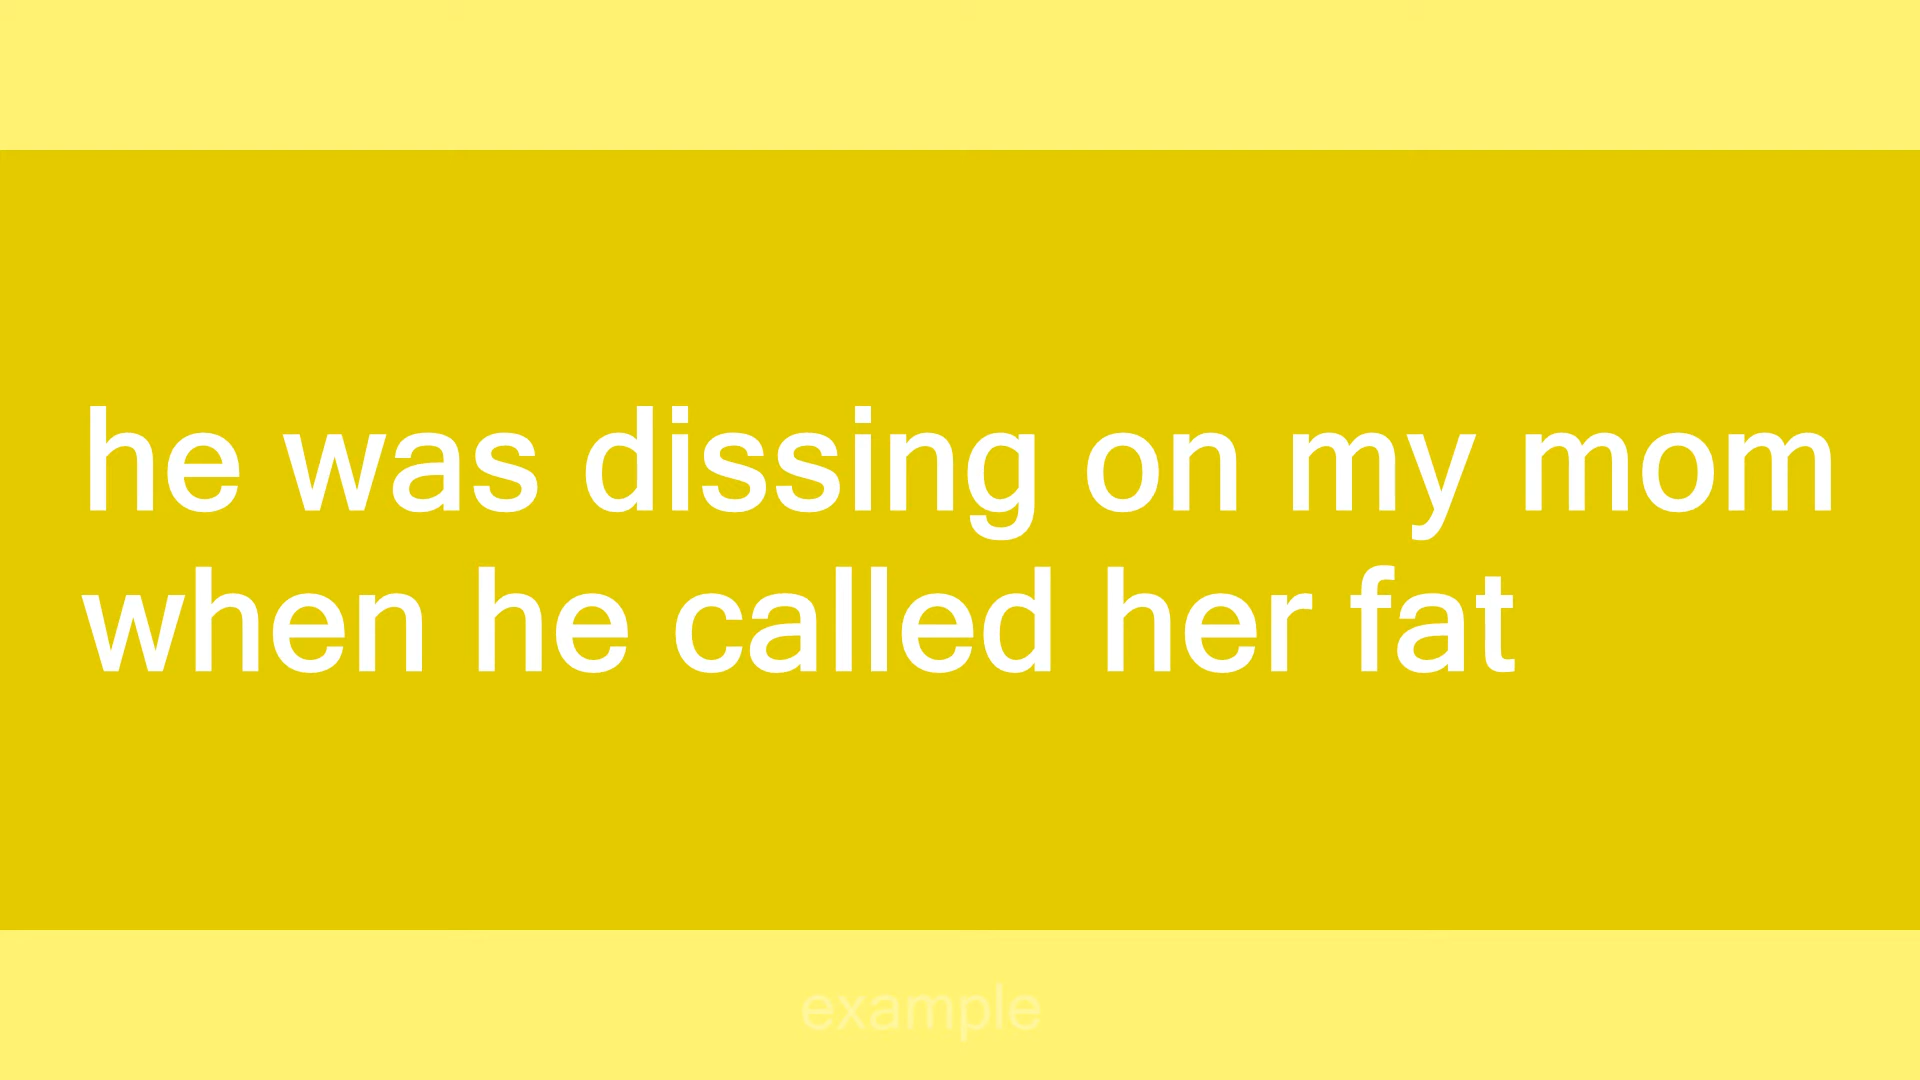 he was dissing on my mom
when he called her fat
example